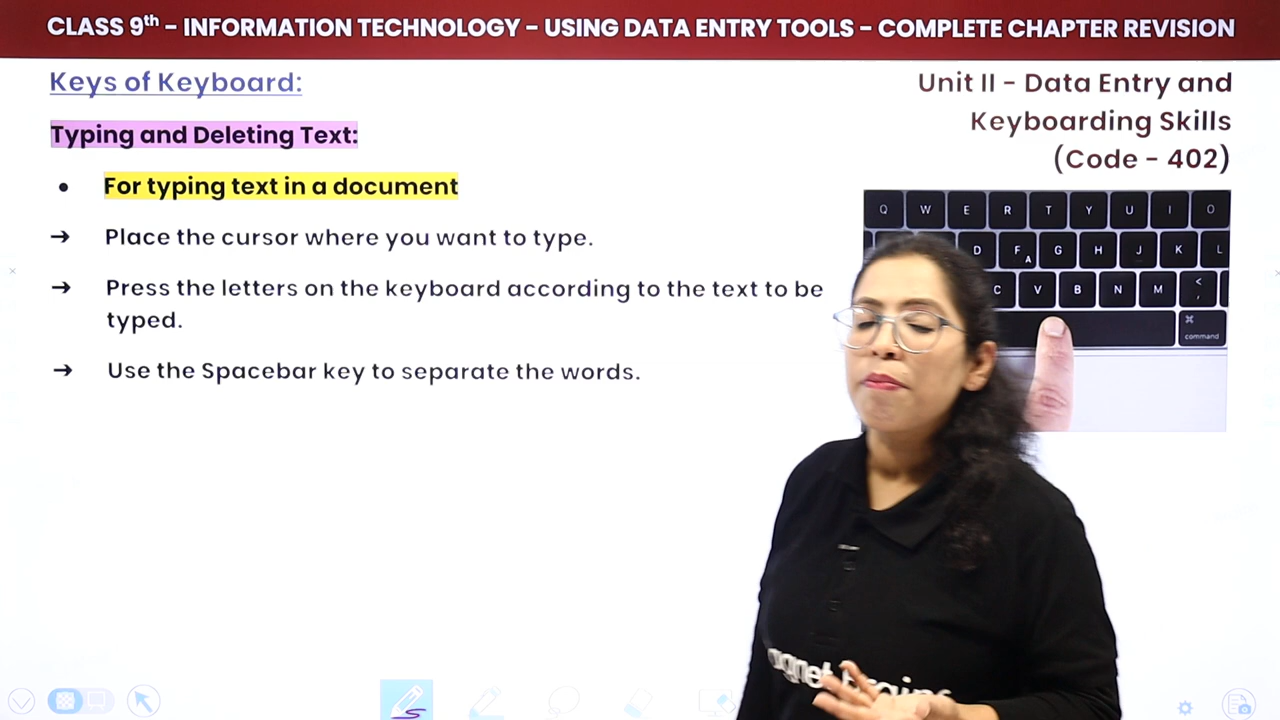 CLASS 9th – INFORMATION TECHNOLOGY – USING DATA ENTRY TOOLS – COMPLETE CHAPTER REVISION
Keys of Keyboard:
Unit II – Data Entry and
Keyboarding Skills
(Code - 402)
Typing and Deleting Text:
• For typing text in a document
➔ Place the cursor where you want to type.
➔ Press the letters on the keyboard according to the text to be
typed.
➔ Use the Spacebar key to separate the words.
Q W E R T Y U I O
D F A G H J K L
C V B N M < ,
⌘
command